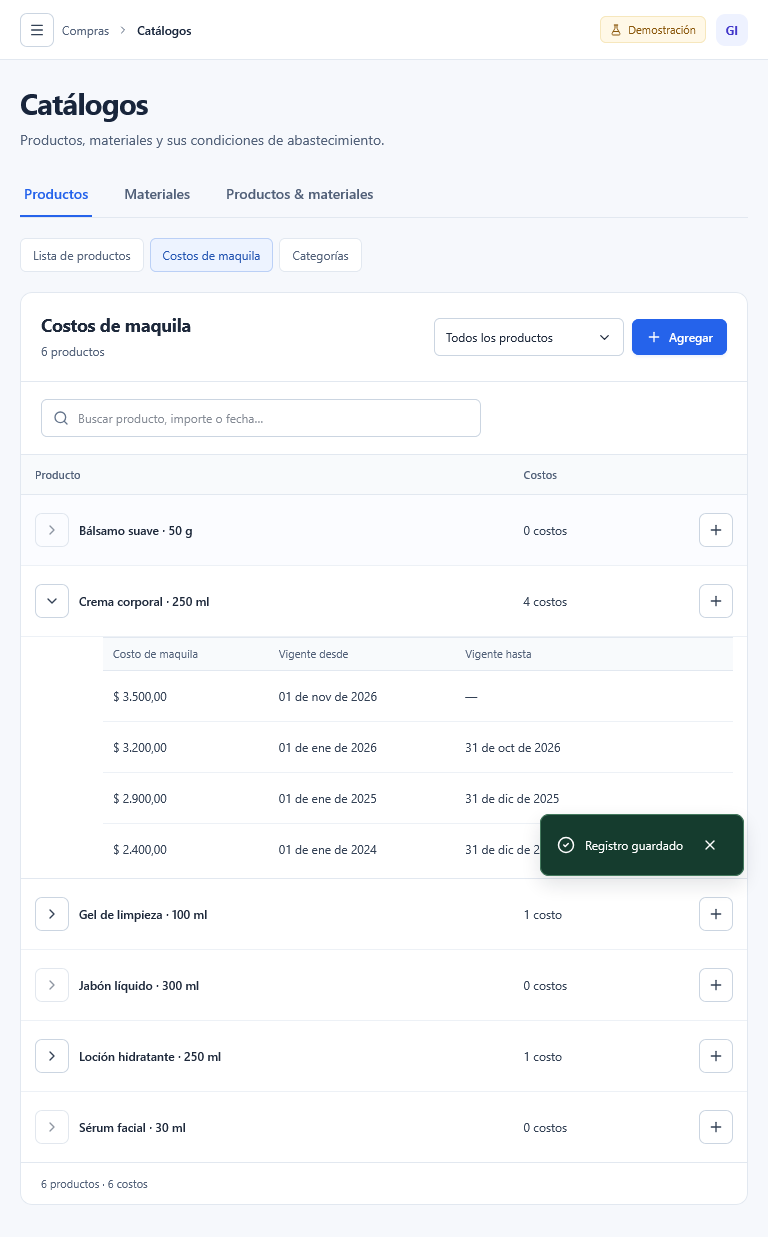 Compras > Catálogos
Demostración
GI
Catálogos
Productos, materiales y sus condiciones de abastecimiento.
Productos Materiales Productos & materiales
Lista de productos Costos de maquila Categorías
Costos de maquila
6 productos
Todos los productos
+ Agregar
Buscar producto, importe o fecha...
Producto Costos
Bálsamo suave · 50 g 0 costos +
Crema corporal · 250 ml 4 costos +
Costo de maquila Vigente desde Vigente hasta
$ 3.500,00 01 de nov de 2026 —
$ 3.200,00 01 de ene de 2026 31 de oct de 2026
$ 2.900,00 01 de ene de 2025 31 de dic de 2025
$ 2.400,00 01 de ene de 2024 31 de dic de
Registro guardado
Gel de limpieza · 100 ml 1 costo +
Jabón líquido · 300 ml 0 costos +
Loción hidratante · 250 ml 1 costo +
Sérum facial · 30 ml 0 costos +
6 productos · 6 costos